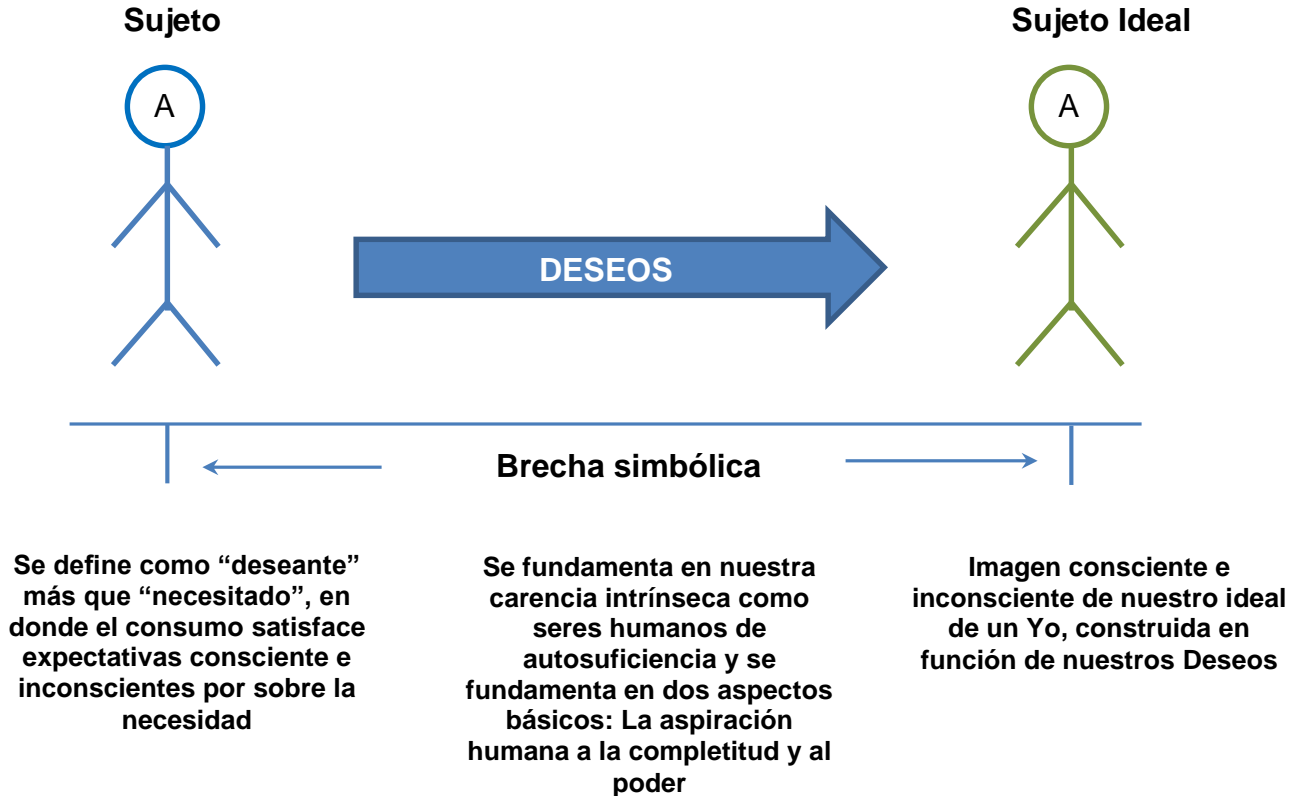 Sujeto
Sujeto Ideal
A
A
DESEOS
Brecha simbólica
Se define como “deseante”
más que “necesitado”, en
donde el consumo satisface
expectativas consciente e
inconscientes por sobre la
necesidad
Se fundamenta en nuestra
carencia intrínseca como
seres humanos de
autosuficiencia y se
fundamenta en dos aspectos
básicos: La aspiración
humana a la completitud y al
poder
Imagen consciente e
inconsciente de nuestro ideal
de un Yo, construida en
función de nuestros Deseos